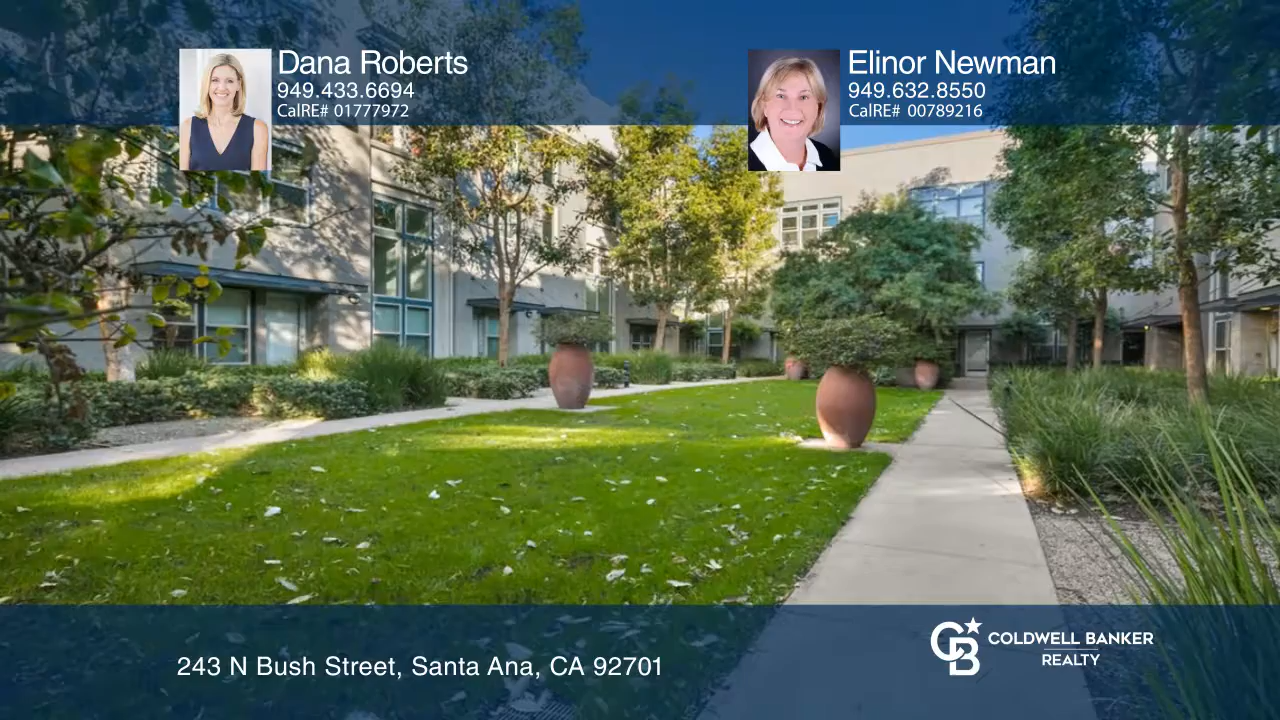 Dana Roberts
949.433.6694
CalRE# 01777972
Elinor Newman
949.632.8550
CalRE# 00789216
243 N Bush Street, Santa Ana, CA 92701
CB
COLDWELL BANKER
REALTY